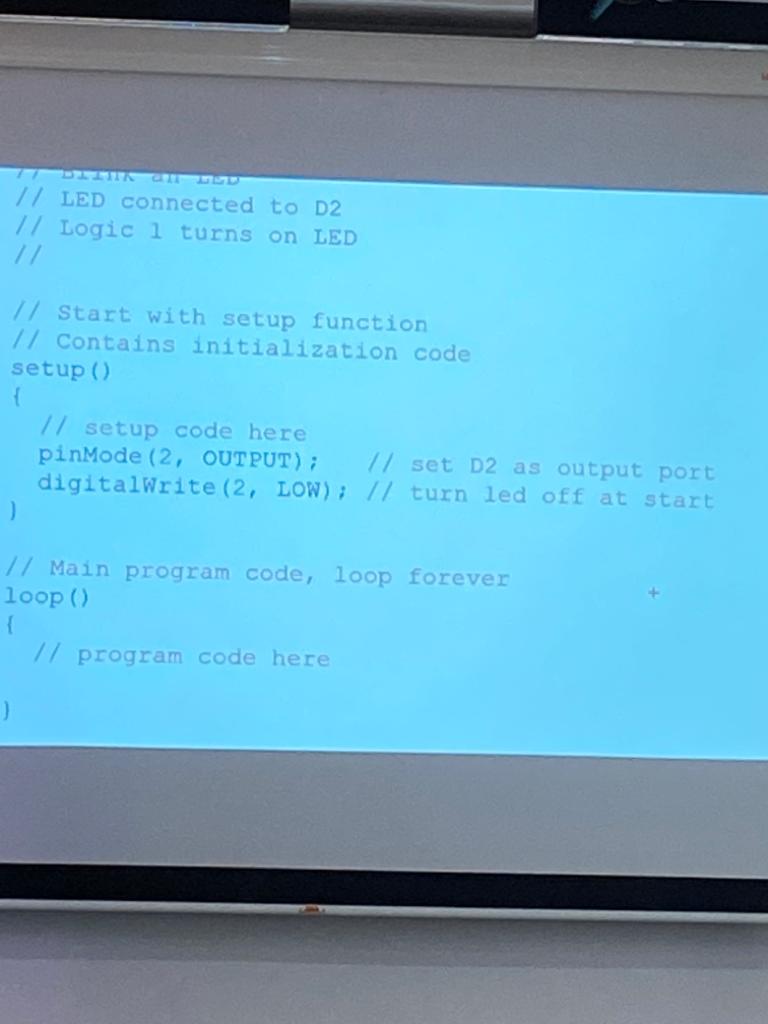 // Blink an LED
// LED connected to D2
// Logic 1 turns on LED
//
// Start with setup function
// Contains initialization code
setup()
{
// setup code here
pinMode(2, OUTPUT); // set D2 as output port
digitalWrite(2, LOW); // turn led off at start
}
// Main program code, loop forever
loop()
{
// program code here
}